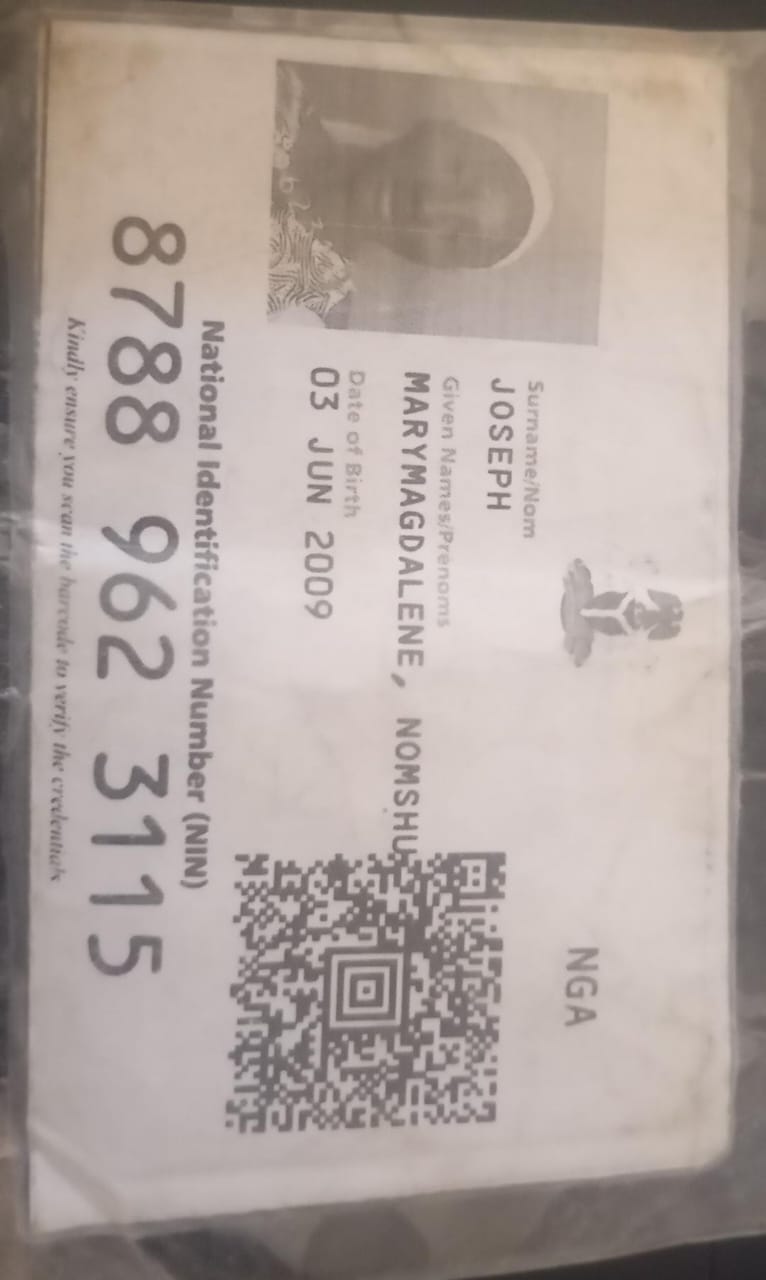 NGA
Surname/Nom
JOSEPH
Given Names/Prénoms
MARYMAGDALENE, NOMSHU
Date of Birth
03 JUN 2009
National Identification Number (NIN)
8788 962 3115
Kindly ensure you scan the barcode to verify the credentials